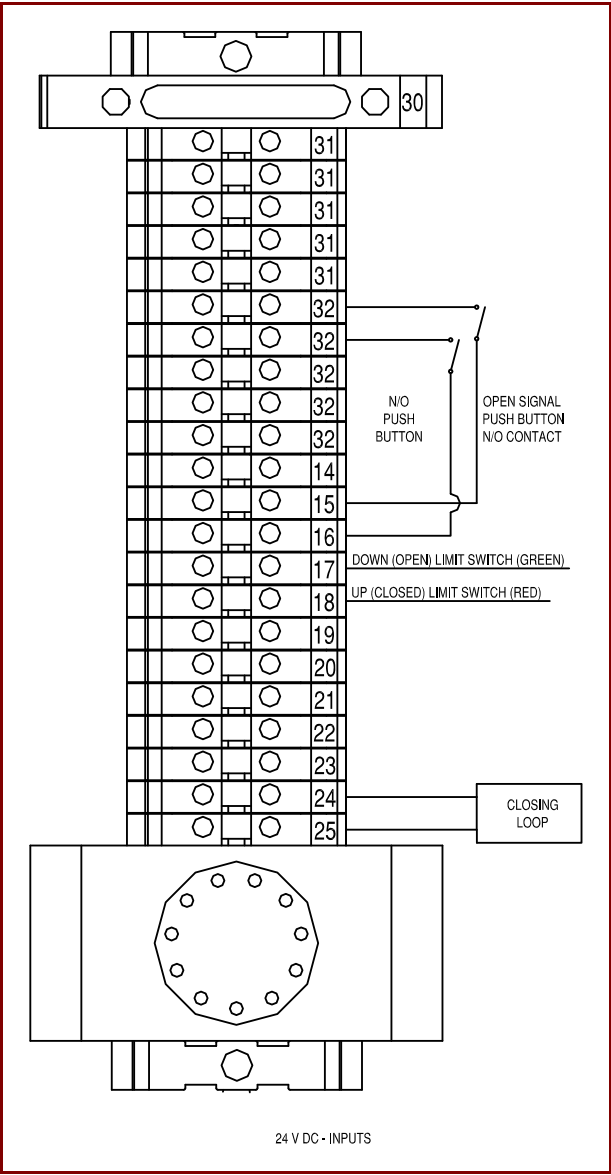 30
31
31
31
31
31
32
32
32
32
32
14
15
16
17
18
19
20
21
22
23
24
25
N/O
PUSH
BUTTON
OPEN SIGNAL
PUSH BUTTON
N/O CONTACT
DOWN (OPEN) LIMIT SWITCH (GREEN)
UP (CLOSED) LIMIT SWITCH (RED)
CLOSING
LOOP
24 V DC - INPUTS